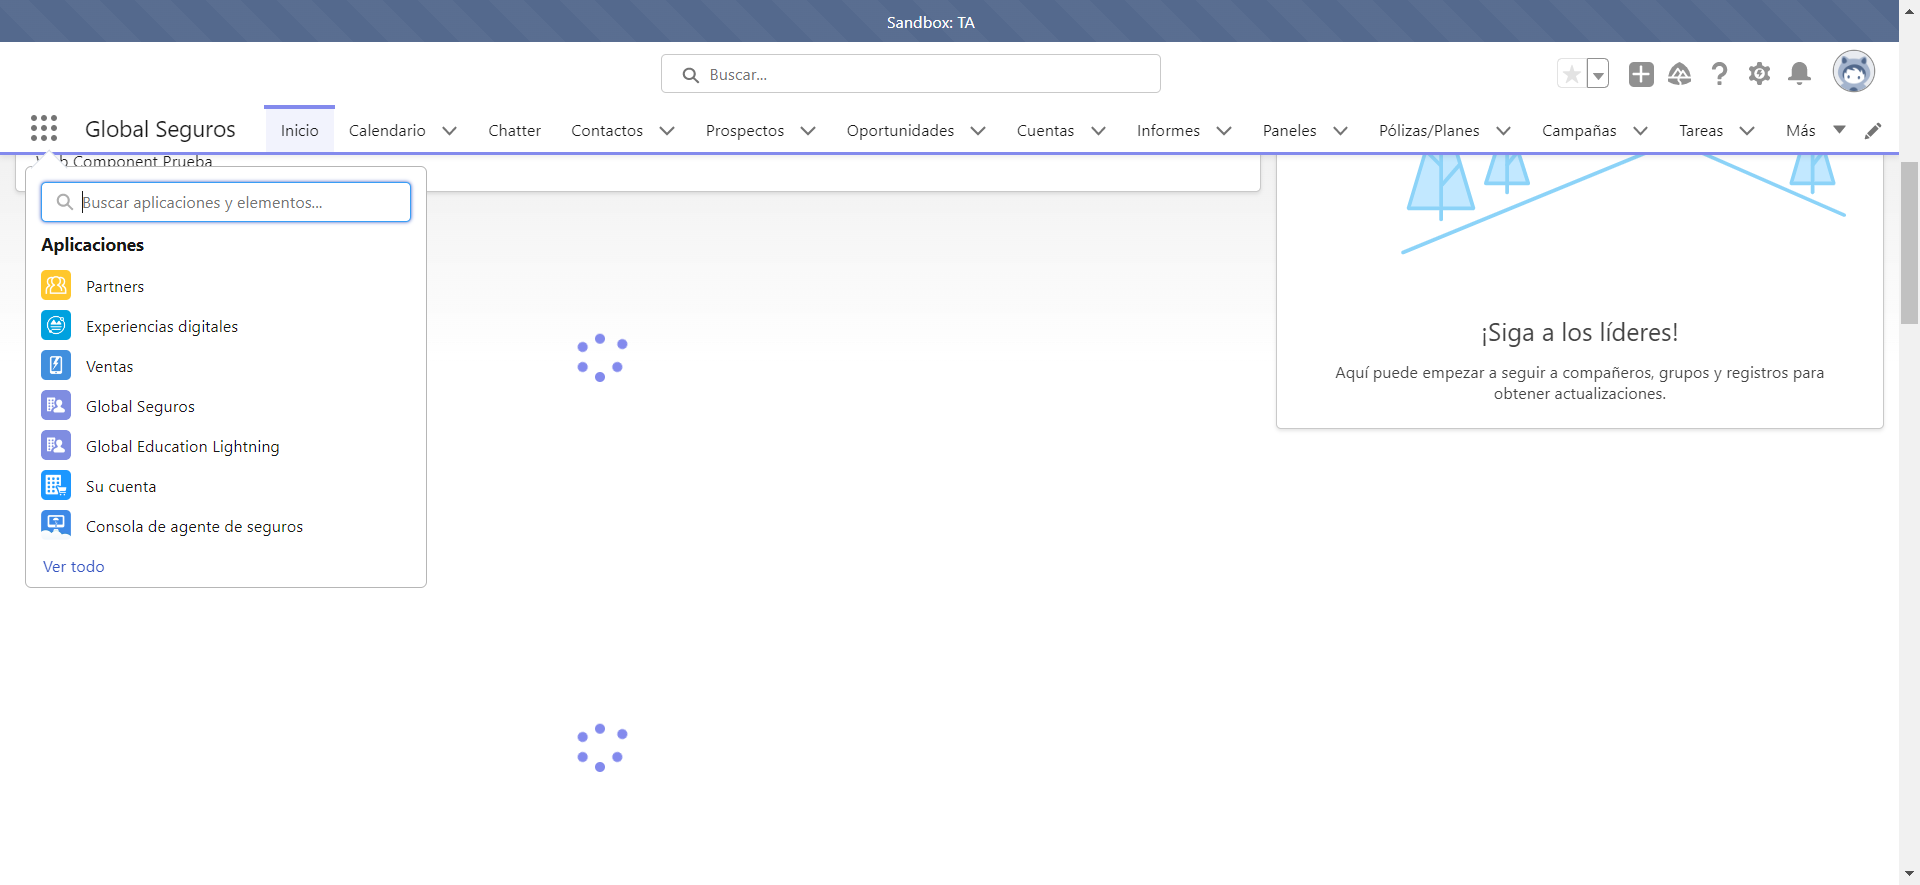 Sandbox: TA
Buscar...
Global Seguros
Inicio
Calendario
Chatter
Contactos
Prospectos
Oportunidades
Cuentas
Informes
Paneles
Pólizas/Planes
Campañas
Tareas
Más
Component Prueba
Buscar aplicaciones y elementos...
Aplicaciones
Partners
Experiencias digitales
Ventas
Global Seguros
Global Education Lightning
Su cuenta
Consola de agente de seguros
Ver todo
¡Siga a los líderes!
Aquí puede empezar a seguir a compañeros, grupos y registros para
obtener actualizaciones.